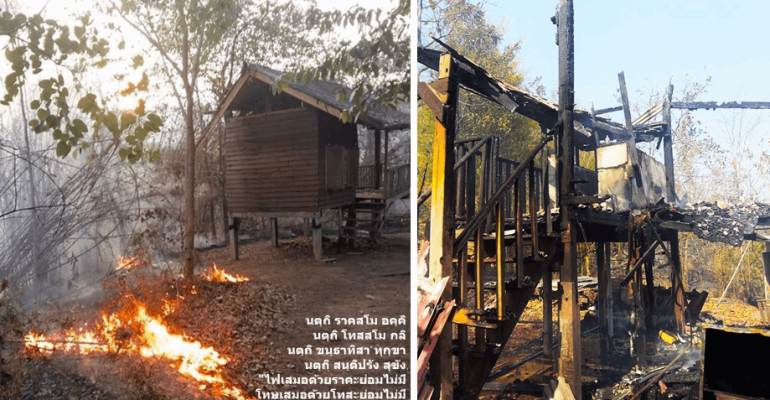 นตฺถิ ราคสโม อคฺคิ
นตฺถิ โทสสโม กลิ
นตฺถิ ขนฺธาทิสา ทุกฺขา
นตฺถิ สนฺติปรํ สุขํ.
"ไฟเสมอด้วยราคะย่อมไม่มี
โทษเสมอด้วยโทสะย่อมไม่มี